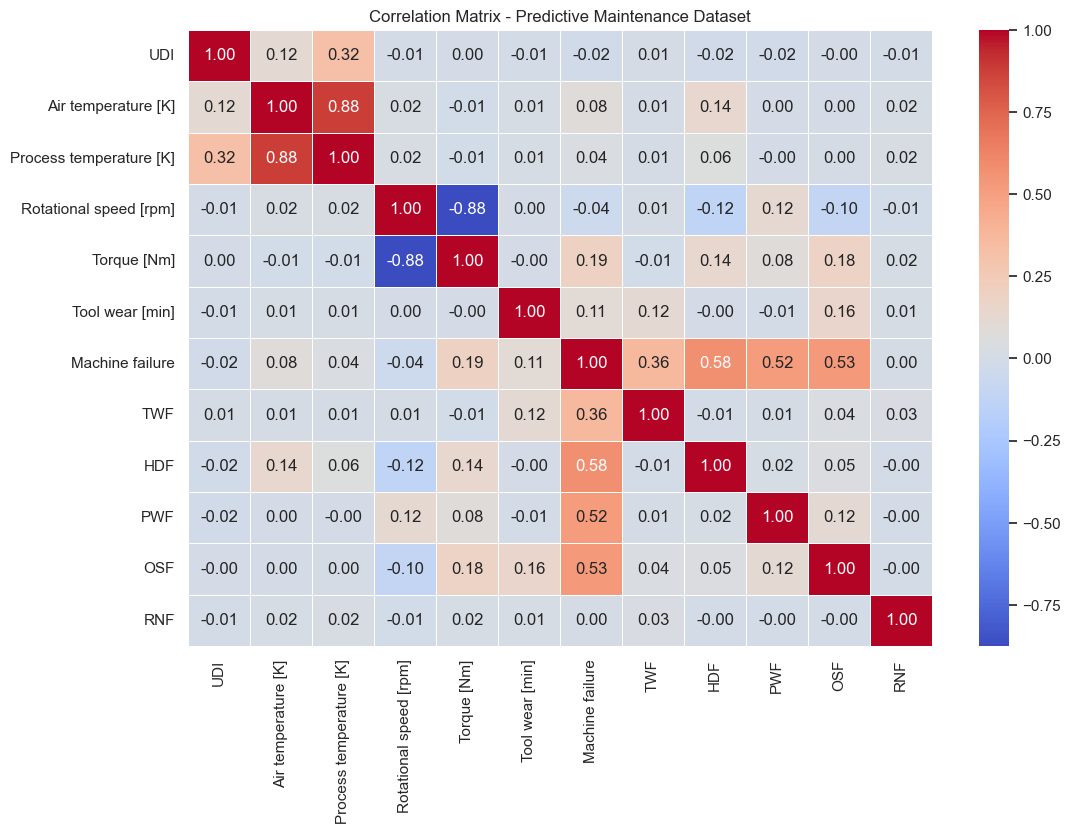 Correlation Matrix - Predictive Maintenance Dataset
UDI 1.00 0.12 0.32 -0.01 0.00 -0.01 -0.02 0.01 -0.02 -0.02 -0.00 -0.01
Air temperature [K] 0.12 1.00 0.88 0.02 -0.01 0.01 0.08 0.01 0.14 0.00 0.00 0.02
Process temperature [K] 0.32 0.88 1.00 0.02 -0.01 0.01 0.04 0.01 0.06 -0.00 0.00 0.02
Rotational speed [rpm] -0.01 0.02 0.02 1.00 -0.88 0.00 -0.04 0.01 -0.12 0.12 -0.10 -0.01
Torque [Nm] 0.00 -0.01 -0.01 -0.88 1.00 -0.00 0.19 -0.01 0.14 0.08 0.18 0.02
Tool wear [min] -0.01 0.01 0.01 0.00 -0.00 1.00 0.11 0.12 -0.00 -0.01 0.16 0.01
Machine failure -0.02 0.08 0.04 -0.04 0.19 0.11 1.00 0.36 0.58 0.52 0.53 0.00
TWF 0.01 0.01 0.01 0.01 -0.01 0.12 0.36 1.00 -0.01 0.01 0.04 0.03
HDF -0.02 0.14 0.06 -0.12 0.14 -0.00 0.58 -0.01 1.00 0.02 0.05 -0.00
PWF -0.02 0.00 -0.00 0.12 0.08 -0.01 0.52 0.01 0.02 1.00 0.12 -0.00
OSF -0.00 0.00 0.00 -0.10 0.18 0.16 0.53 0.04 0.05 0.12 1.00 -0.00
RNF -0.01 0.02 0.02 -0.01 0.02 0.01 0.00 0.03 -0.00 -0.00 -0.00 1.00
UDI
Air temperature [K]
Process temperature [K]
Rotational speed [rpm]
Torque [Nm]
Tool wear [min]
Machine failure
TWF
HDF
PWF
OSF
RNF
1.00
0.75
0.50
0.25
0.00
−0.25
−0.50
−0.75